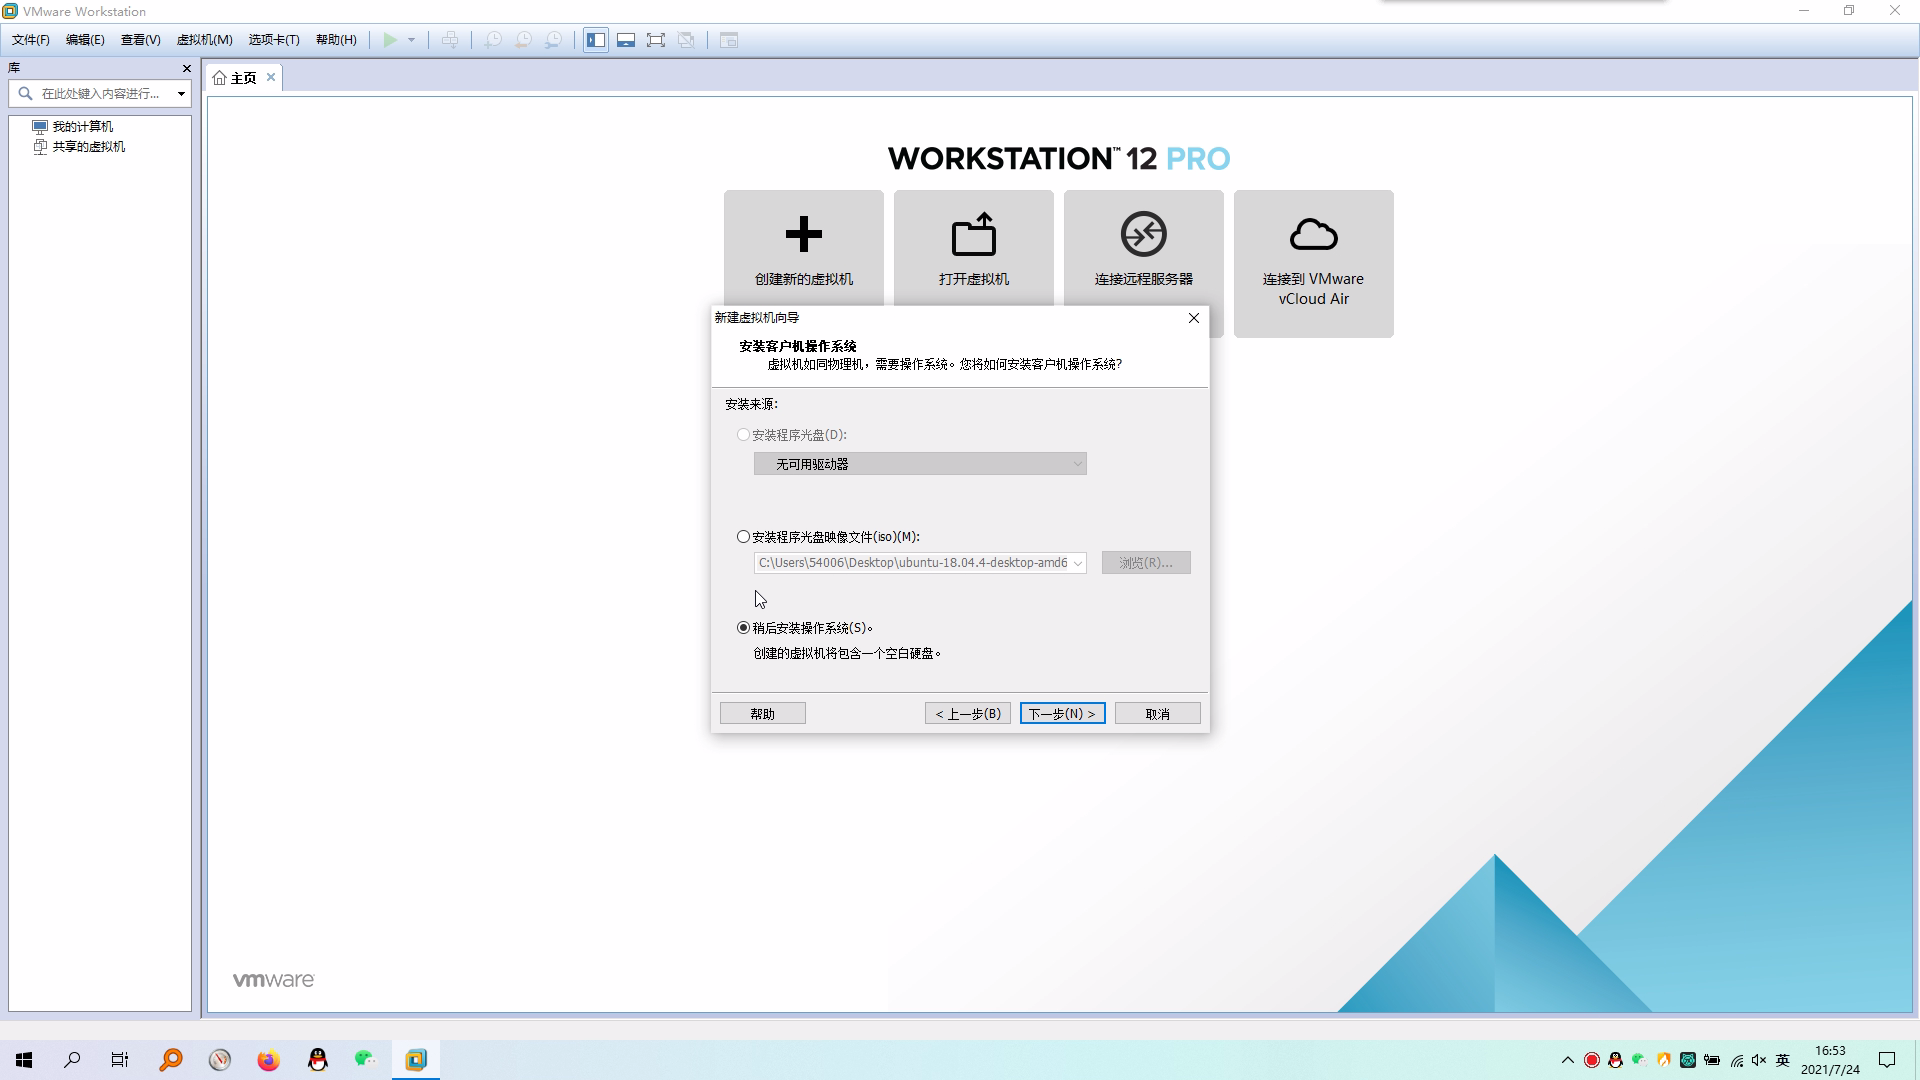 VMware Workstation
文件(F) 编辑(E) 查看(V) 虚拟机(M) 选项卡(T) 帮助(H)
库
主页
在此处键入内容进行...
我的计算机
共享的虚拟机
WORKSTATION™ 12 PRO
创建新的虚拟机
打开虚拟机
连接远程服务器
连接到 VMware
vCloud Air
新建虚拟机向导
安装客户机操作系统
虚拟机如同物理机，需要操作系统。您将如何安装客户机操作系统?
安装来源:
安装程序光盘(D):
无可用驱动器
安装程序光盘映像文件(iso)(M):
C:\Users\54006\Desktop\ubuntu-18.04.4-desktop-amd6
浏览(R)...
稍后安装操作系统(S)。
创建的虚拟机将包含一个空白硬盘。
帮助
< 上一步(B)
下一步(N) >
取消
vmware
英
16:53
2021/7/24